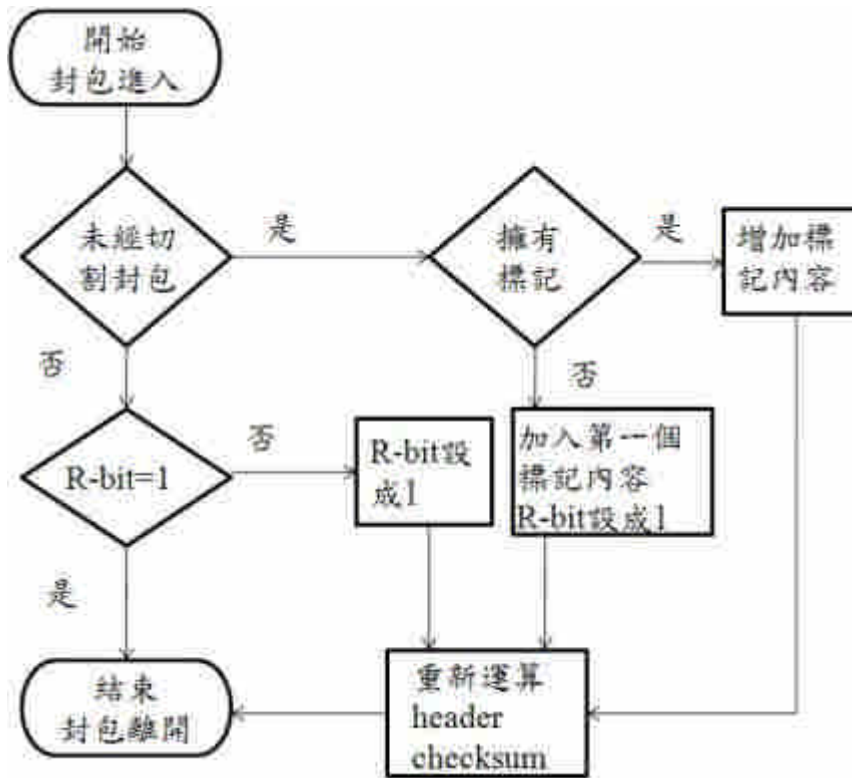 開始
封包進入
未經切
割封包
是
擁有
標記
是
增加標
記內容
否
否
R-bit=1
否
R-bit設
成1
加入第一個
標記內容
R-bit設成1
是
結束
封包離開
重新運算
header
checksum